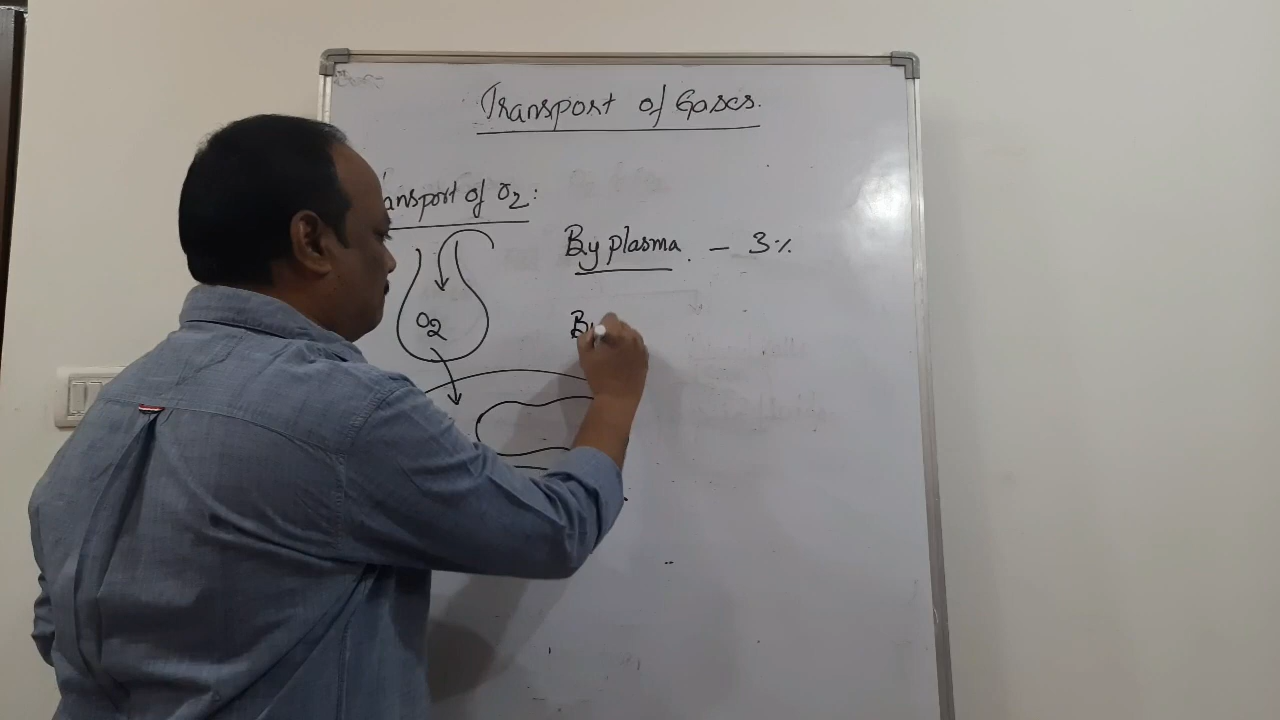 Transport of Gases.
ansport of O2:
By plasma. - 3%
O2
B